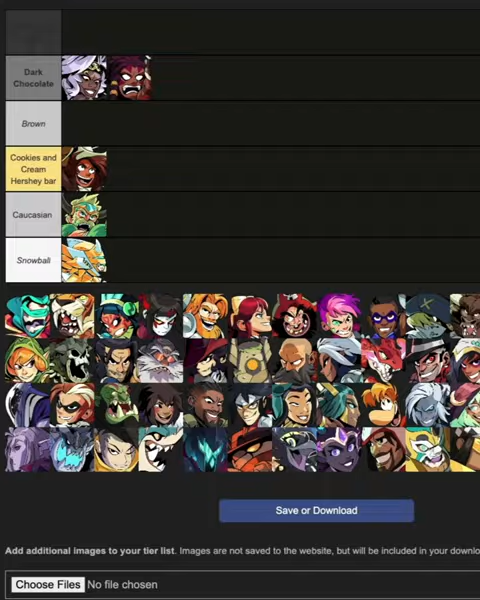 Dark
Chocolate
Brown
Cookies and
Cream
Hershey bar
Caucasian
Snowball
Save or Download
Add additional images to your tier list. Images are not saved to the website, but will be included in your downlo
Choose Files No file chosen